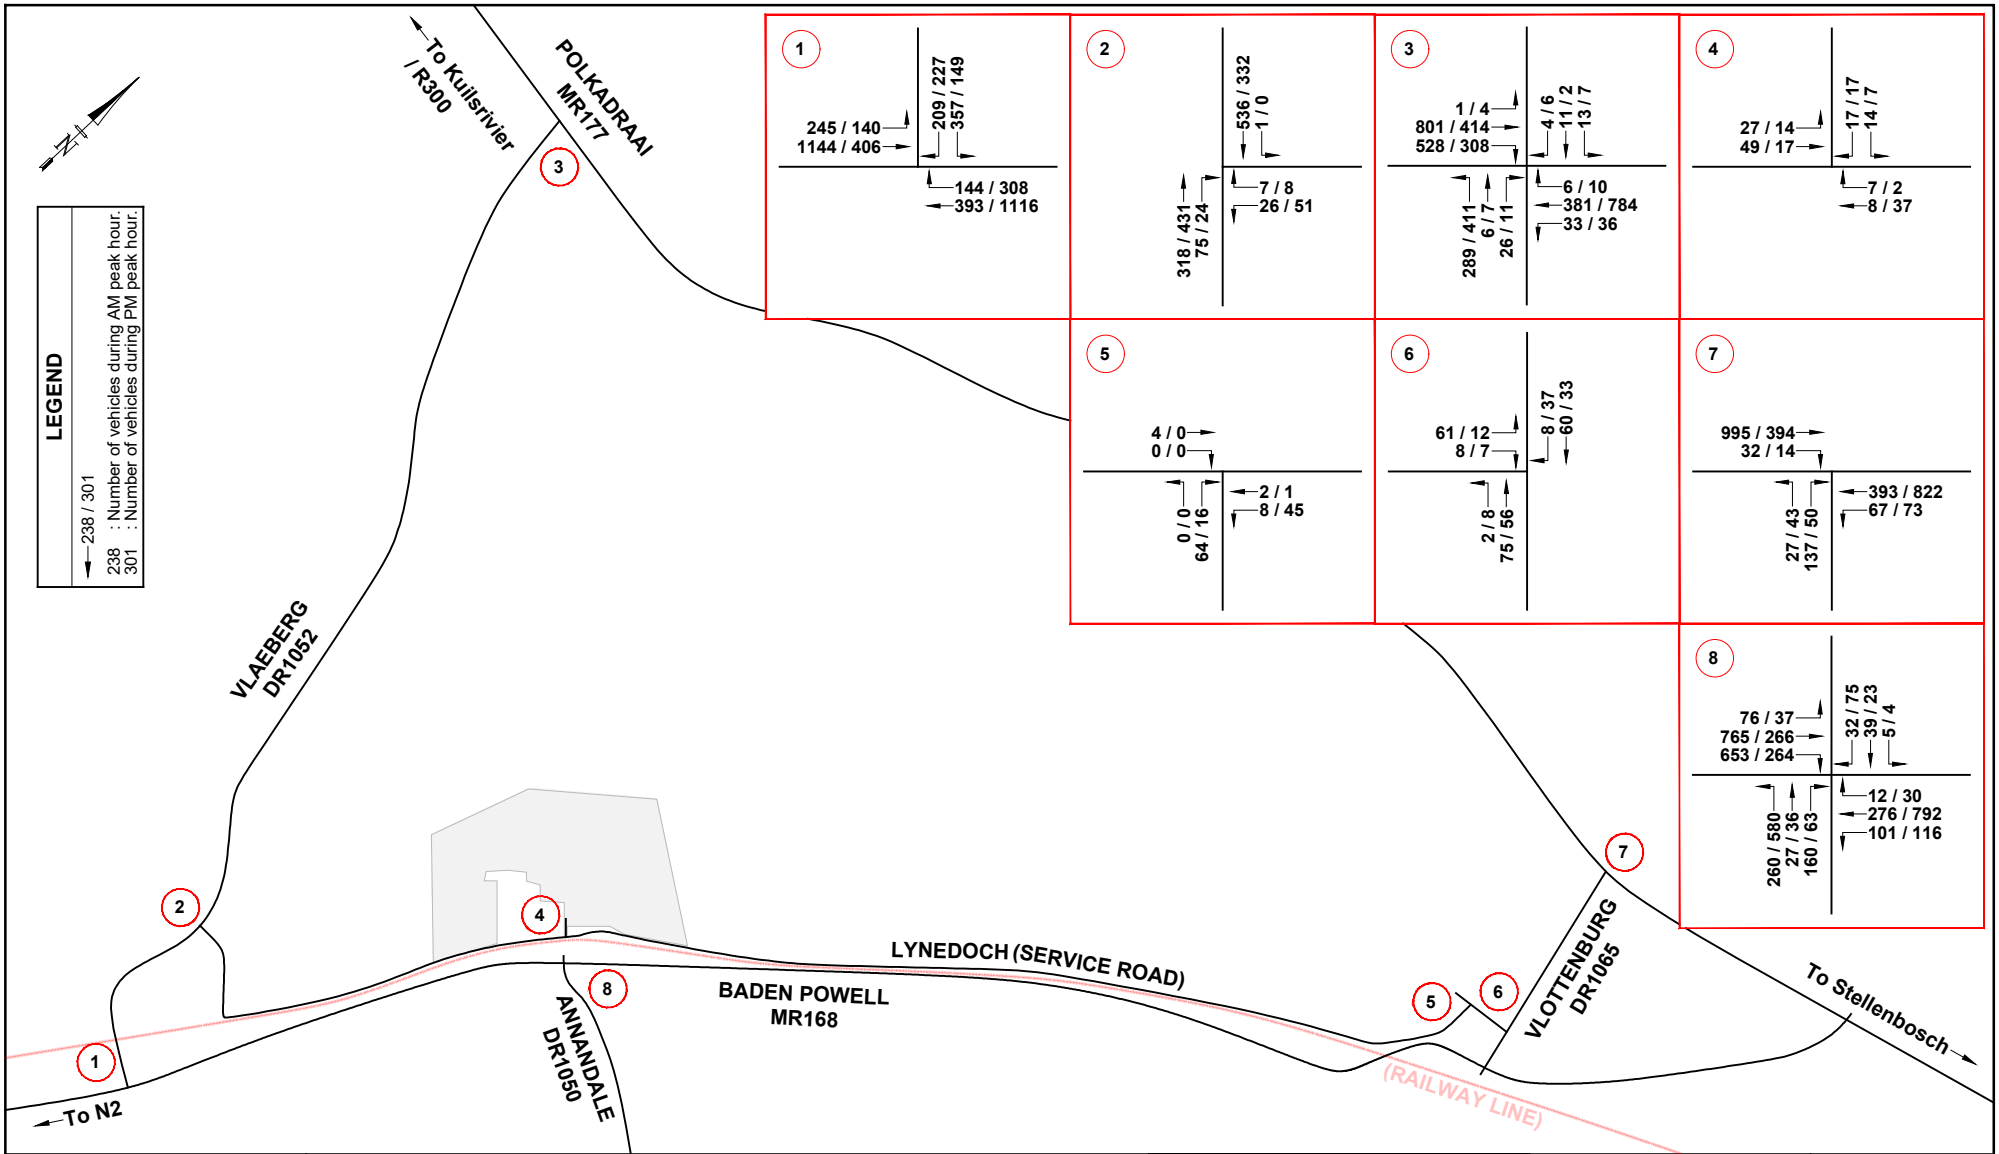 To Kuilsrivier
/ R300
POLKADRAAI
MR177
N
LEGEND
238 / 301
238 : Number of vehicles during AM peak hour.
301 : Number of vehicles during PM peak hour.
VLAEBERG
DR1052
1
2
3
4
5
6
7
8
LYNEDOCH (SERVICE ROAD)
BADEN POWELL
MR168
ANNANDALE
DR1050
VLOTTENBURG
DR1065
(RAILWAY LINE)
To N2
To Stellenbosch
1
245 / 140
1144 / 406
209 / 227
357 / 149
144 / 308
393 / 1116
2
536 / 332
1 / 0
318 / 431
75 / 24
7 / 8
26 / 51
3
1 / 4
801 / 414
528 / 308
4 / 6
11 / 2
13 / 7
289 / 411
6 / 7
26 / 11
6 / 10
381 / 784
33 / 36
4
27 / 14
49 / 17
17 / 17
14 / 7
7 / 2
8 / 37
5
4 / 0
0 / 0
0 / 0
64 / 16
2 / 1
8 / 45
6
61 / 12
8 / 7
8 / 37
60 / 33
2 / 8
75 / 56
7
995 / 394
32 / 14
27 / 43
137 / 50
393 / 822
67 / 73
8
76 / 37
765 / 266
653 / 264
32 / 75
39 / 23
5 / 4
260 / 580
27 / 36
160 / 63
12 / 30
276 / 792
101 / 116